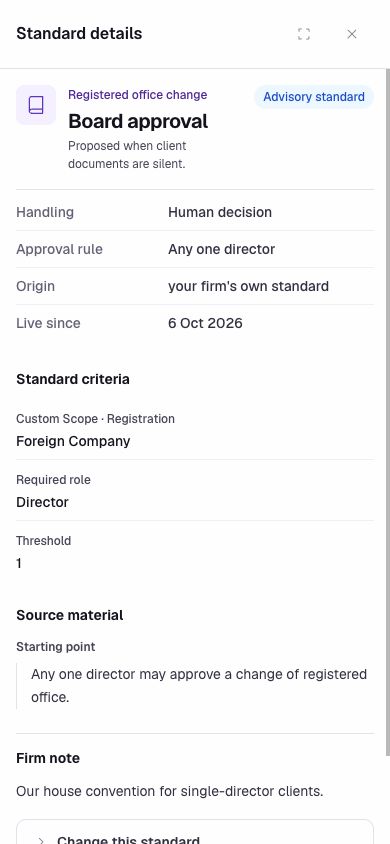 Standard details
Registered office change
Advisory standard
Board approval
Proposed when client
documents are silent.
Handling
Human decision
Approval rule
Any one director
Origin
your firm's own standard
Live since
6 Oct 2026
Standard criteria
Custom Scope · Registration
Foreign Company
Required role
Director
Threshold
1
Source material
Starting point
Any one director may approve a change of registered
office.
Firm note
Our house convention for single-director clients.
Change this standard